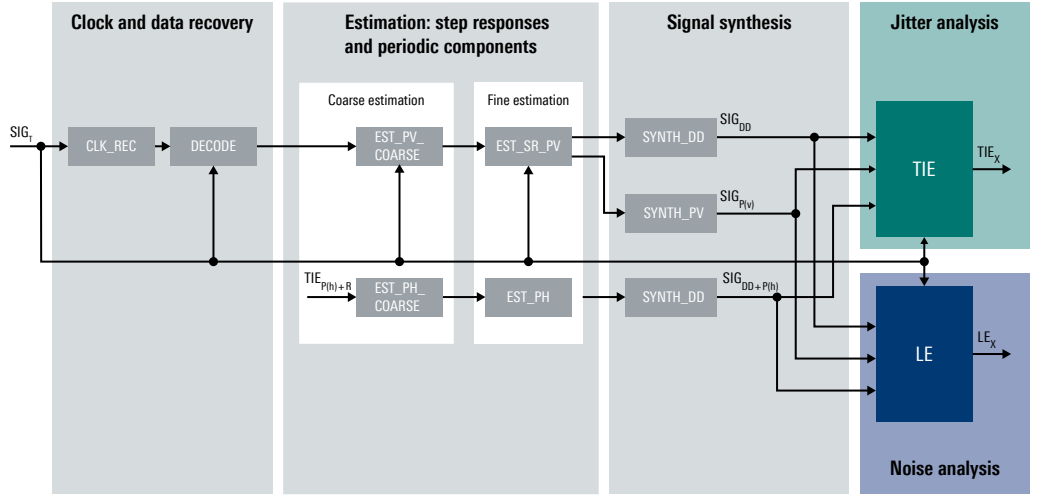 Clock and data recovery
Estimation: step responses
and periodic components
Signal synthesis
Jitter analysis
Coarse estimation
Fine estimation
SIG_T
CLK_REC
DECODE
EST_PV_
COARSE
EST_SR_PV
SYNTH_DD
SIG_DD
TIE
TIE_X
SYNTH_PV
SIG_P(v)
TIE_P(h)+R
EST_PH_
COARSE
EST_PH
SYNTH_DD
SIG_DD+P(h)
LE
LE_X
Noise analysis